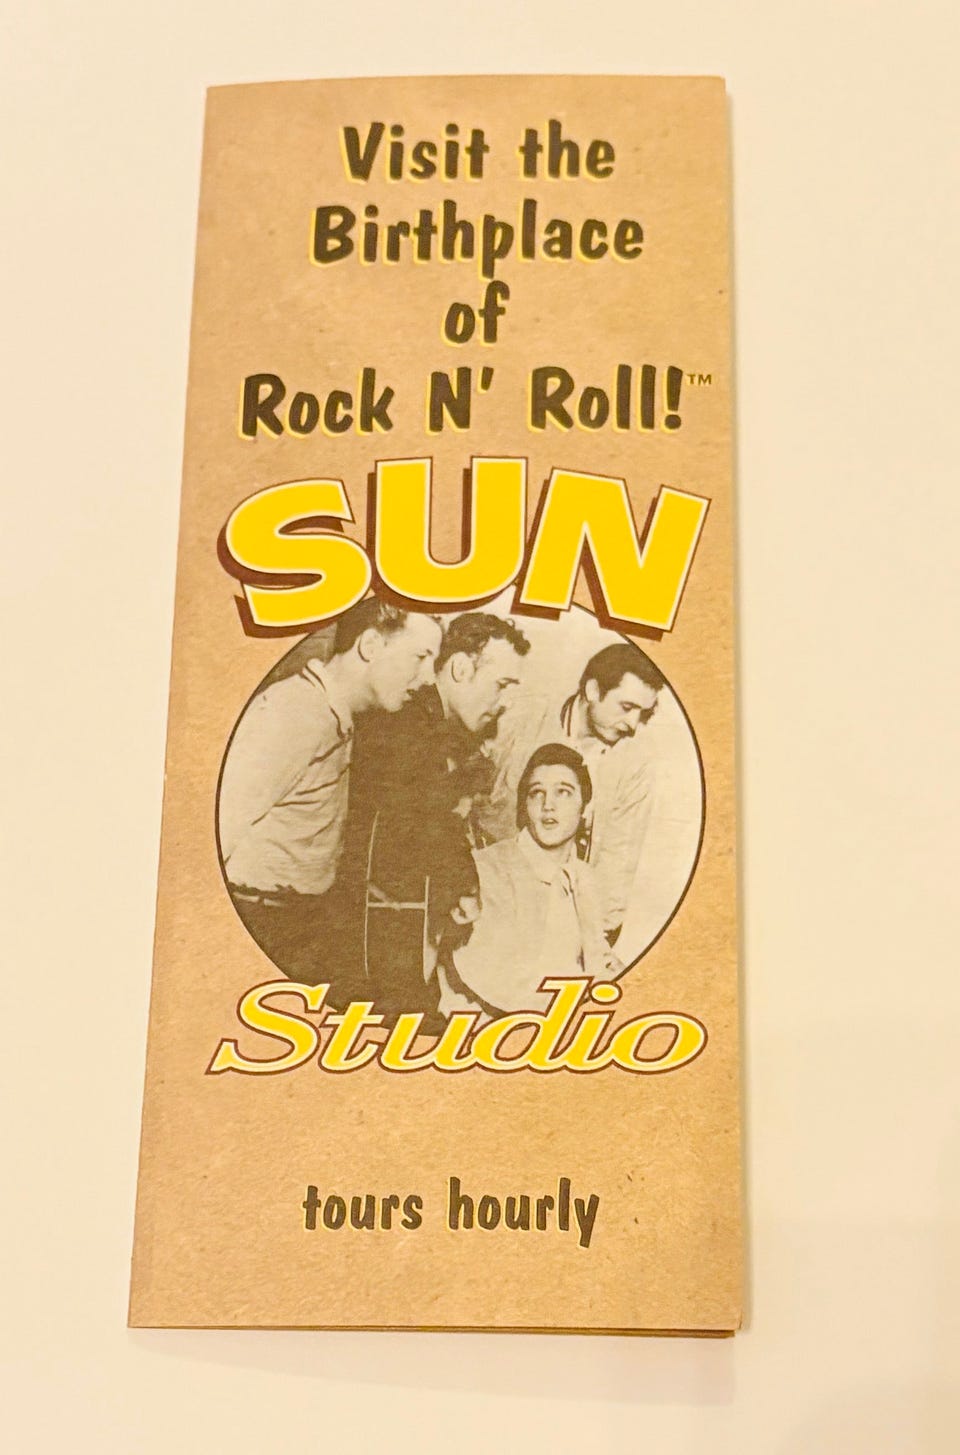 Visit the
Birthplace
of
Rock N' Roll!™
SUN
Studio
tours hourly